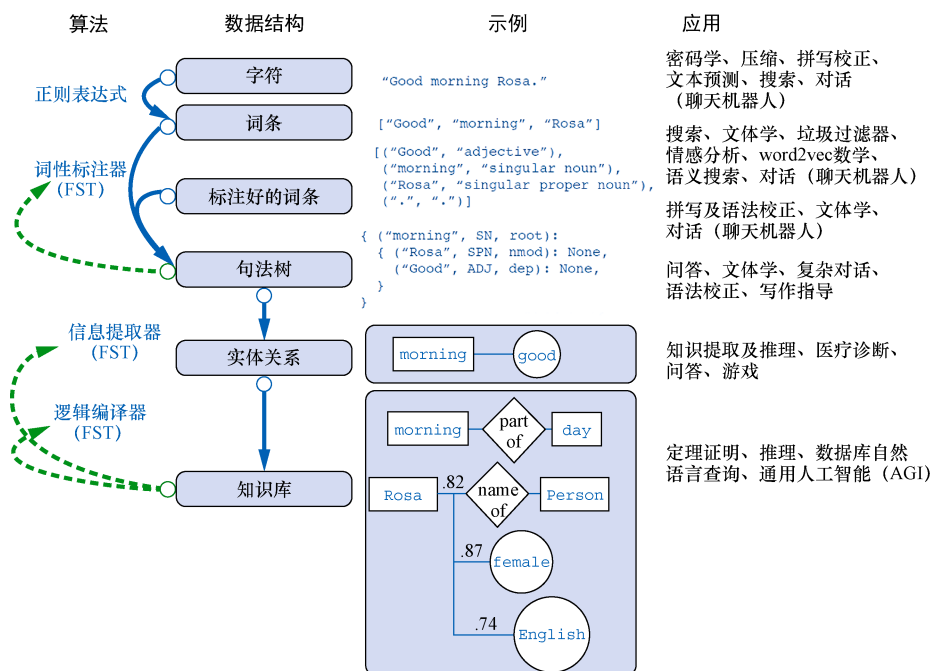 算法
数据结构
示例
应用
字符
“Good morning Rosa.”
密码学、压缩、拼写校正、
文本预测、搜索、对话
（聊天机器人）
正则表达式
词条
[“Good”, “morning”, “Rosa”]
搜索、文体学、垃圾过滤器、
情感分析、word2vec数学、
语义搜索、对话（聊天机器人）
词性标注器
(FST)
标注好的词条
[(“Good”, “adjective”),
(“morning”, “singular noun”),
(“Rosa”, “singular proper noun”),
(“.”, “.”)]
拼写及语法校正、文体学、
对话（聊天机器人）
句法树
{ (“morning”, SN, root):
{ (“Rosa”, SPN, nmod): None,
(“Good”, ADJ, dep): None,
}
}
问答、文体学、复杂对话、
语法校正、写作指导
信息提取器
(FST)
实体关系
morning
good
知识提取及推理、医疗诊断、
问答、游戏
逻辑编译器
(FST)
知识库
morning
part
of
day
Rosa
.82
name
of
Person
.87
female
.74
English
定理证明、推理、数据库自然
语言查询、通用人工智能（AGI）